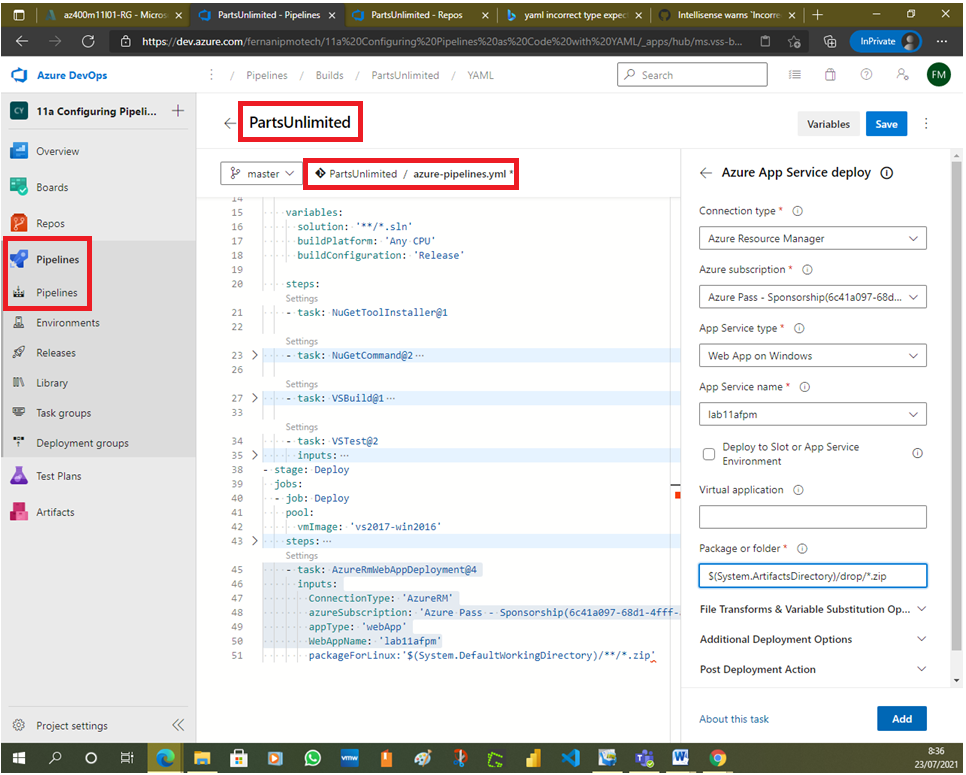 az400m11l01-RG - Micros
PartsUnlimited - Pipelines
PartsUnlimited - Repos
yaml incorrect type expec
Intellisense warns `Incorrec
https://dev.azure.com/fernanipmotech/11a%20Configuring%20Pipelines%20as%20Code%20with%20YAML/_apps/hub/ms.vss-b...
InPrivate
Azure DevOps
/ Pipelines / Builds / PartsUnlimited / YAML
Search
FM
CY
11a Configuring Pipeli...
Overview
Boards
Repos
Pipelines
Pipelines
Environments
Releases
Library
Task groups
Deployment groups
Test Plans
Artifacts
Project settings
PartsUnlimited
Variables
Save
master
PartsUnlimited / azure-pipelines.yml *
14
15 variables:
16 solution: '**/*.sln'
17 buildPlatform: 'Any CPU'
18 buildConfiguration: 'Release'
19
20 steps:
Settings
21 - task: NuGetToolInstaller@1
22
Settings
23 - task: NuGetCommand@2 ...
26
Settings
27 - task: VSBuild@1 ...
33
Settings
34 - task: VSTest@2
35 inputs: ...
38 - stage: Deploy
39 jobs:
40 - job: Deploy
41 pool:
42 vmImage: 'vs2017-win2016'
43 steps: ...
Settings
45 - task: AzureRmWebAppDeployment@4
46 inputs:
47 ConnectionType: 'AzureRM'
48 azureSubscription: 'Azure Pass - Sponsorship(6c41a097-68d1-4fff-
49 appType: 'webApp'
50 WebAppName: 'lab11afpm'
51 packageForLinux:'$(System.DefaultWorkingDirectory)/**/*.zip'
Azure App Service deploy
Connection type *
Azure Resource Manager
Azure subscription *
Azure Pass - Sponsorship(6c41a097-68d...
App Service type *
Web App on Windows
App Service name *
lab11afpm
Deploy to Slot or App Service
Environment
Virtual application
Package or folder *
$(System.ArtifactsDirectory)/drop/*.zip
File Transforms & Variable Substitution Op...
Additional Deployment Options
Post Deployment Action
About this task
Add
vmw
8:36
23/07/2021